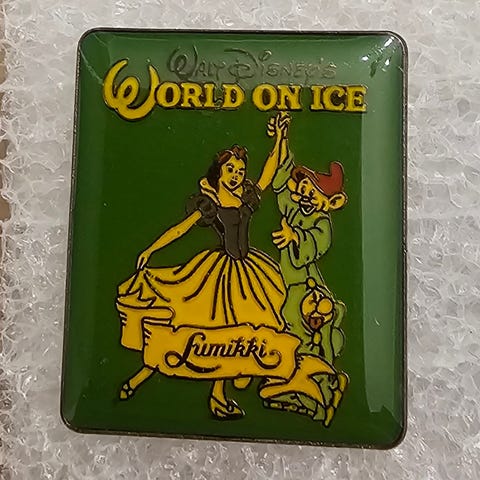 WALT DISNEY'S
WORLD ON ICE
Lumikki